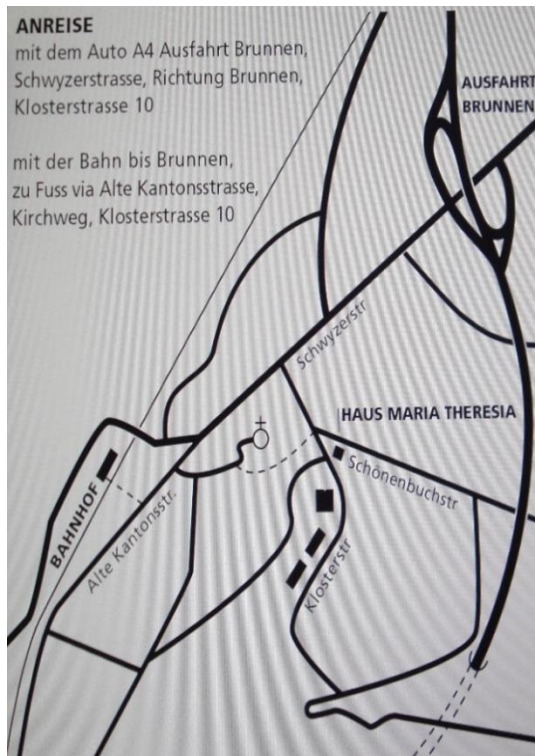 ANREISE
mit dem Auto A4 Ausfahrt Brunnen,
Schwyzerstrasse, Richtung Brunnen,
Klosterstrasse 10
mit der Bahn bis Brunnen,
zu Fuss via Alte Kantonsstrasse,
Kirchweg, Klosterstrasse 10
AUSFAHRT
BRUNNEN
Schwyzerstr
HAUS MARIA THERESIA
Schönenbuchstr
BAHNHOF
Alte Kantonsstr.
Klosterstr